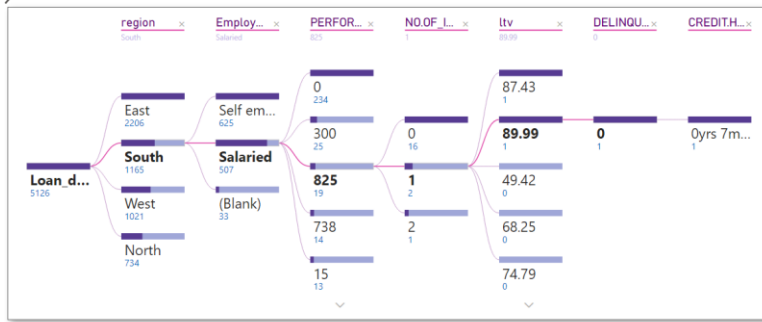 region ×
South
Employ... ×
Salaried
PERFOR... ×
825
NO.OF_I... ×
1
ltv ×
89.99
DELINQU... ×
0
CREDIT.H... ×
Loan_d...
5126
East
2206
South
1165
West
1021
North
734
Self em...
625
Salaried
507
(Blank)
33
0
234
300
25
825
19
738
14
15
13
0
16
1
2
2
1
87.43
1
89.99
1
49.42
0
68.25
0
74.79
0
0
1
0yrs 7m...
1